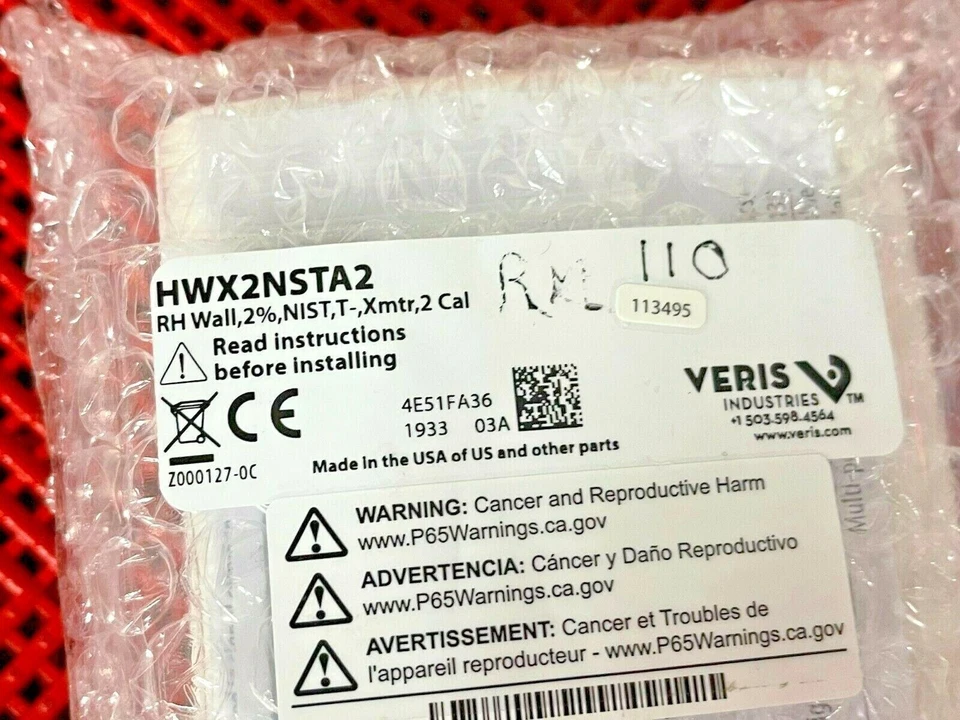 HWX2NSTA2
RH Wall,2%,NIST,T-,Xmtr,2 Cal
RM 110
113495
Read instructions
before installing
CE
4E51FA36
1933 03A
Z000127-0C
Made in the USA of US and other parts
VERIS
INDUSTRIES TM
+1 503.598.4564
www.veris.com
WARNING: Cancer and Reproductive Harm
www.P65Warnings.ca.gov
ADVERTENCIA: Cáncer y Daño Reproductivo
www.P65Warnings.ca.gov
AVERTISSEMENT: Cancer et Troubles de
l'appareil reproducteur - www.P65Warnings.ca.gov